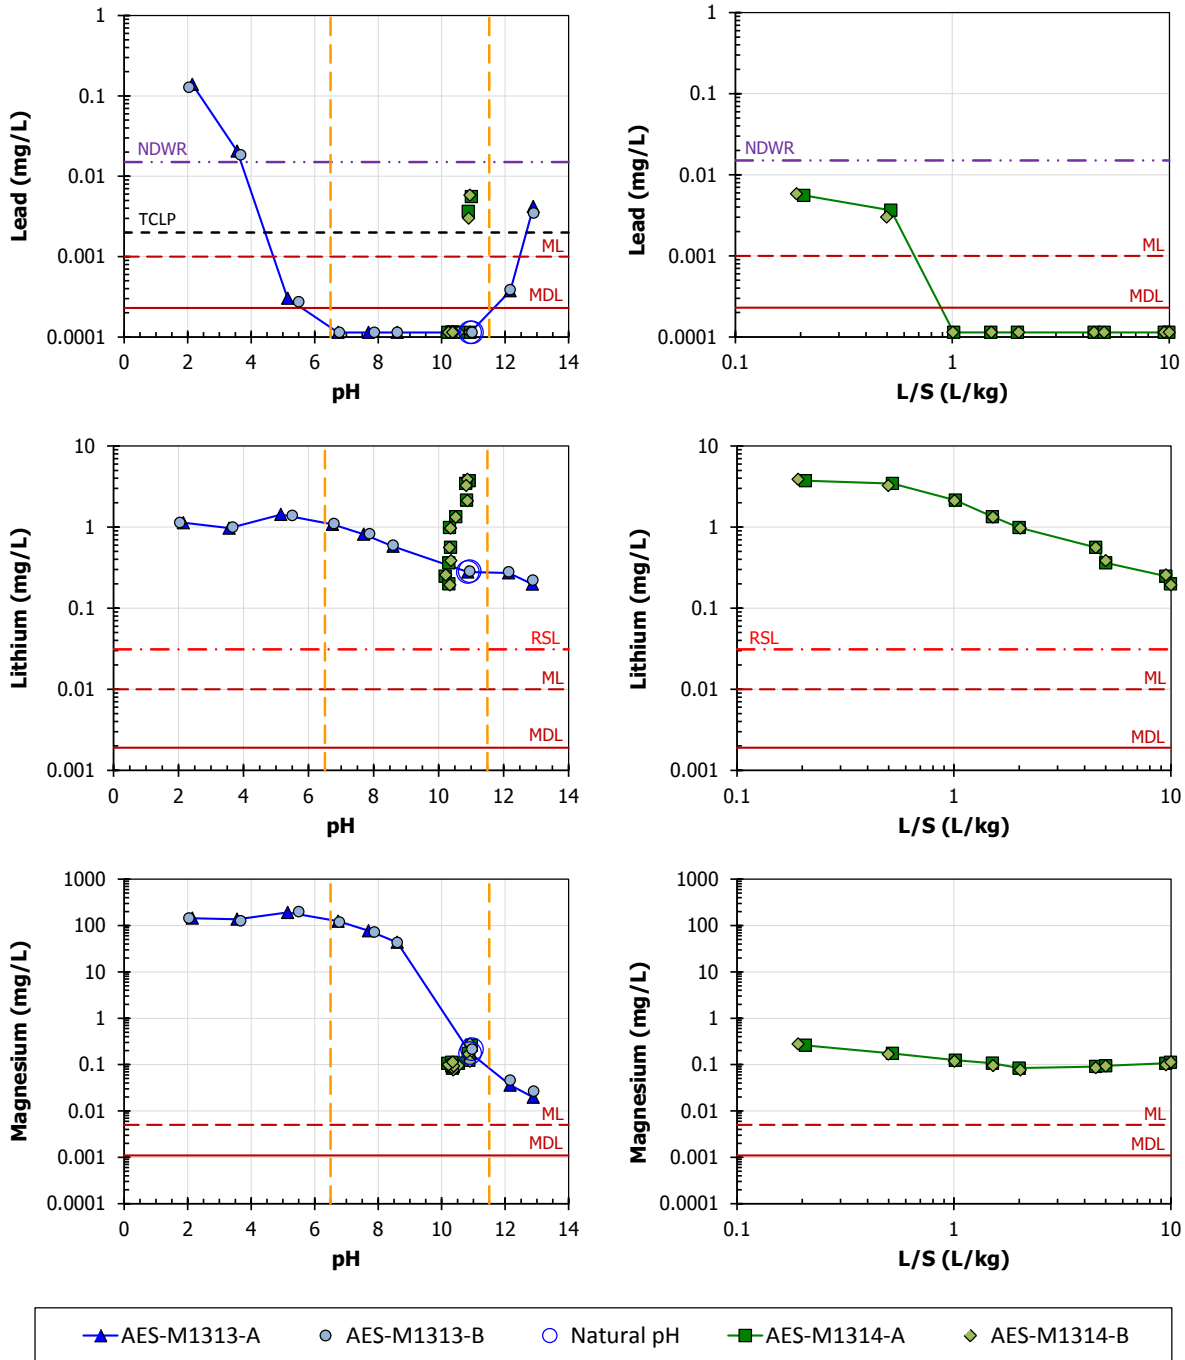 1
0.1
0.01
0.001
0.0001
Lead (mg/L)
NDWR
TCLP
ML
MDL
0 2 4 6 8 10 12 14
pH
1
0.1
0.01
0.001
0.0001
Lead (mg/L)
NDWR
ML
MDL
0.1 1 10
L/S (L/kg)
10
1
0.1
0.01
0.001
Lithium (mg/L)
RSL
ML
MDL
0 2 4 6 8 10 12 14
pH
10
1
0.1
0.01
0.001
Lithium (mg/L)
RSL
ML
MDL
0.1 1 10
L/S (L/kg)
1000
100
10
1
0.1
0.01
0.001
0.0001
Magnesium (mg/L)
ML
MDL
0 2 4 6 8 10 12 14
pH
1000
100
10
1
0.1
0.01
0.001
0.0001
Magnesium (mg/L)
ML
MDL
0.1 1 10
L/S (L/kg)
AES-M1313-A AES-M1313-B Natural pH AES-M1314-A AES-M1314-B